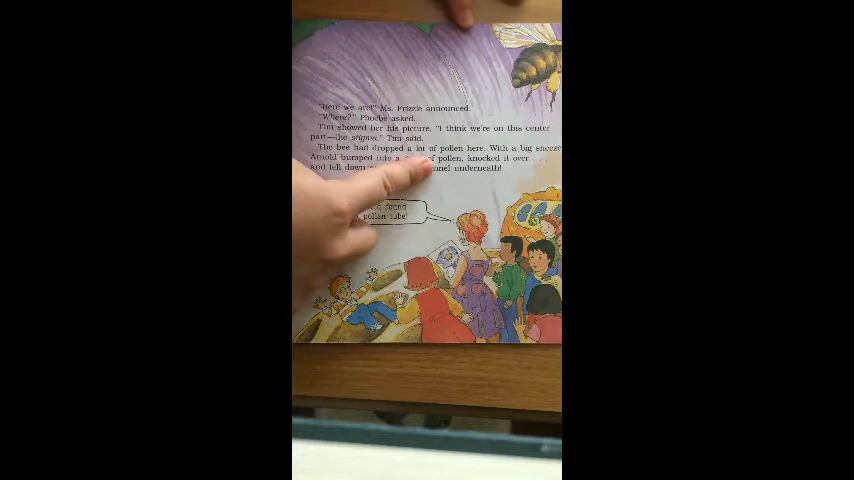 "Here we are!" Ms. Frizzle announced.
"Where?" Phoebe asked.
Tim showed her his picture. "I think we're on this center
part—the stigma," Tim said.
The bee had dropped a lot of pollen here. With a big sneeze
Arnold bumped into a of pollen, knocked it over. . .
and fell down underneath!
found
pollen tube!